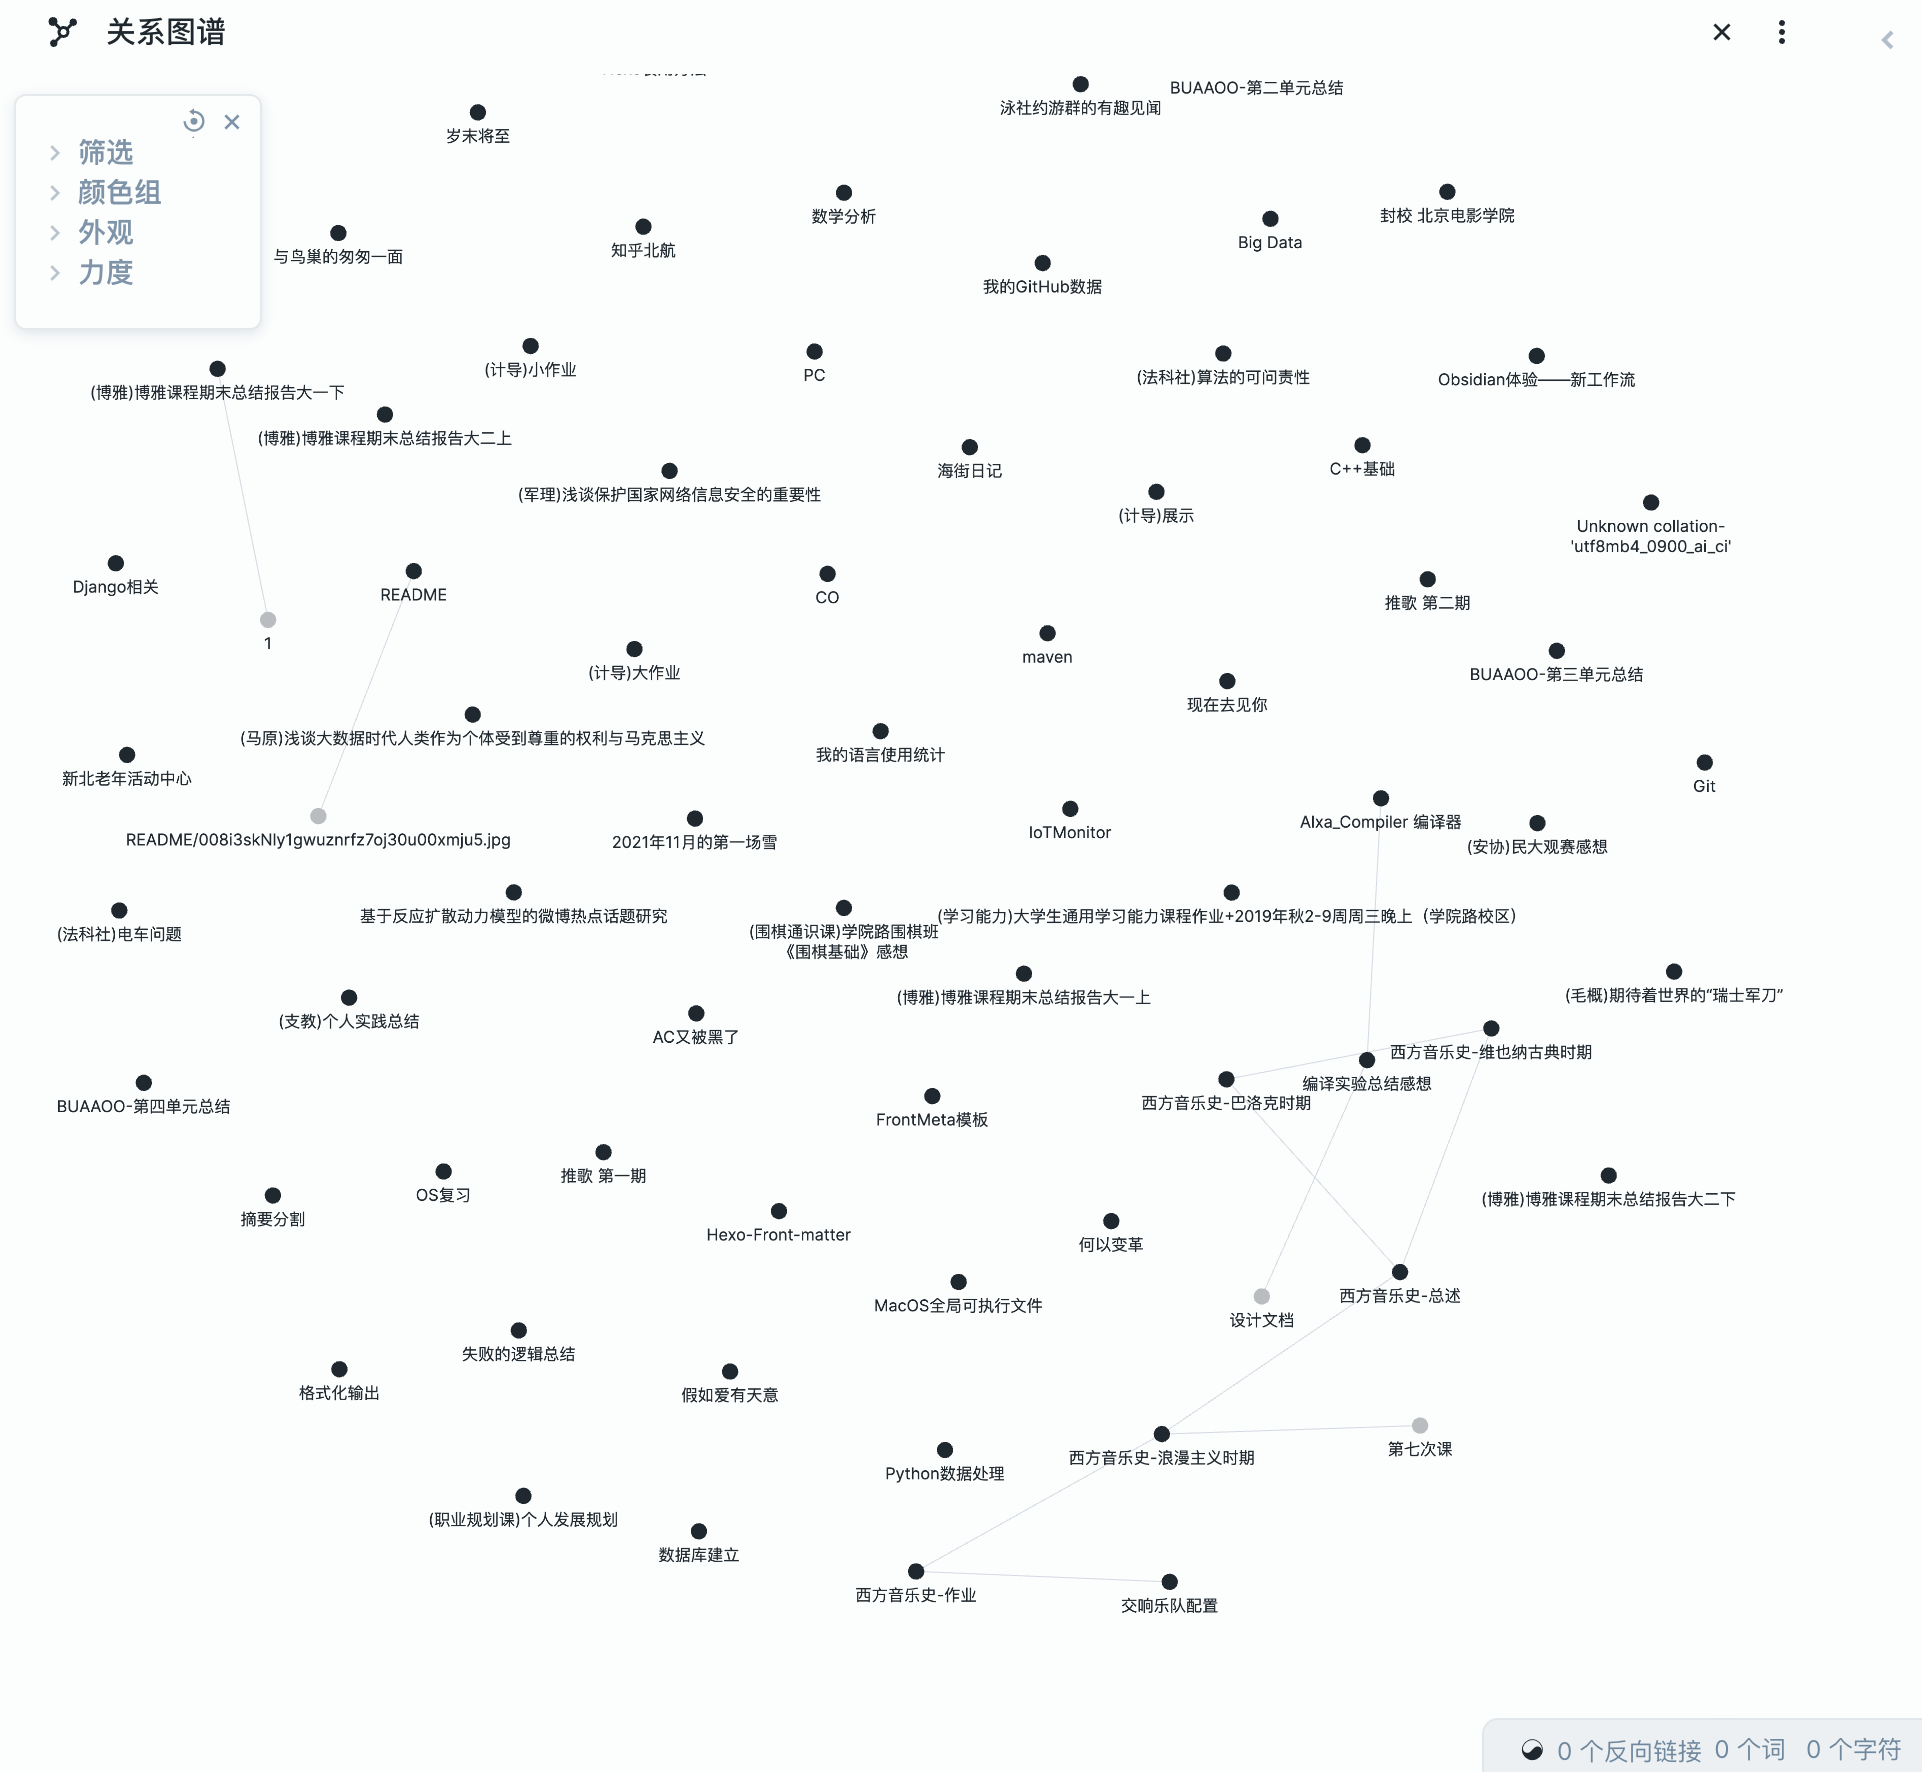 关系图谱
筛选
颜色组
外观
力度
泳社约游群的有趣见闻
BUAAOO-第二单元总结
岁末将至
数学分析
封校 北京电影学院
与鸟巢的匆匆一面
知乎北航
Big Data
我的GitHub数据
(博雅)博雅课程期末总结报告大一下
(计导)小作业
PC
(法科社)算法的可问责性
Obsidian体验——新工作流
(博雅)博雅课程期末总结报告大二上
(军理)浅谈保护国家网络信息安全的重要性
海街日记
C++基础
(计导)展示
Unknown collation-
'utf8mb4_0900_ai_ci'
Django相关
README
CO
推歌 第二期
1
(计导)大作业
maven
BUAAOO-第三单元总结
现在去见你
(马原)浅谈大数据时代人类作为个体受到尊重的权利与马克思主义
新北老年活动中心
我的语言使用统计
Git
README/008i3skNly1gwuznrfz7oj30u00xmju5.jpg
2021年11月的第一场雪
IoTMonitor
AIxa_Compiler 编译器
(安协)民大观赛感想
(法科社)电车问题
基于反应扩散动力模型的微博热点话题研究
(围棋通识课)学院路围棋班
《围棋基础》感想
(学习能力)大学生通用学习能力课程作业+2019年秋2-9周周三晚上（学院路校区）
(支教)个人实践总结
AC又被黑了
(博雅)博雅课程期末总结报告大一上
(毛概)期待着世界的“瑞士军刀”
西方音乐史-维也纳古典时期
编译实验总结感想
西方音乐史-巴洛克时期
BUAAOO-第四单元总结
FrontMeta模板
推歌 第一期
OS复习
摘要分割
Hexo-Front-matter
何以变革
(博雅)博雅课程期末总结报告大二下
MacOS全局可执行文件
设计文档
西方音乐史-总述
失败的逻辑总结
格式化输出
假如爱有天意
Python数据处理
西方音乐史-浪漫主义时期
第七次课
(职业规划课)个人发展规划
数据库建立
西方音乐史-作业
交响乐队配置
0 个反向链接 0 个词 0 个字符